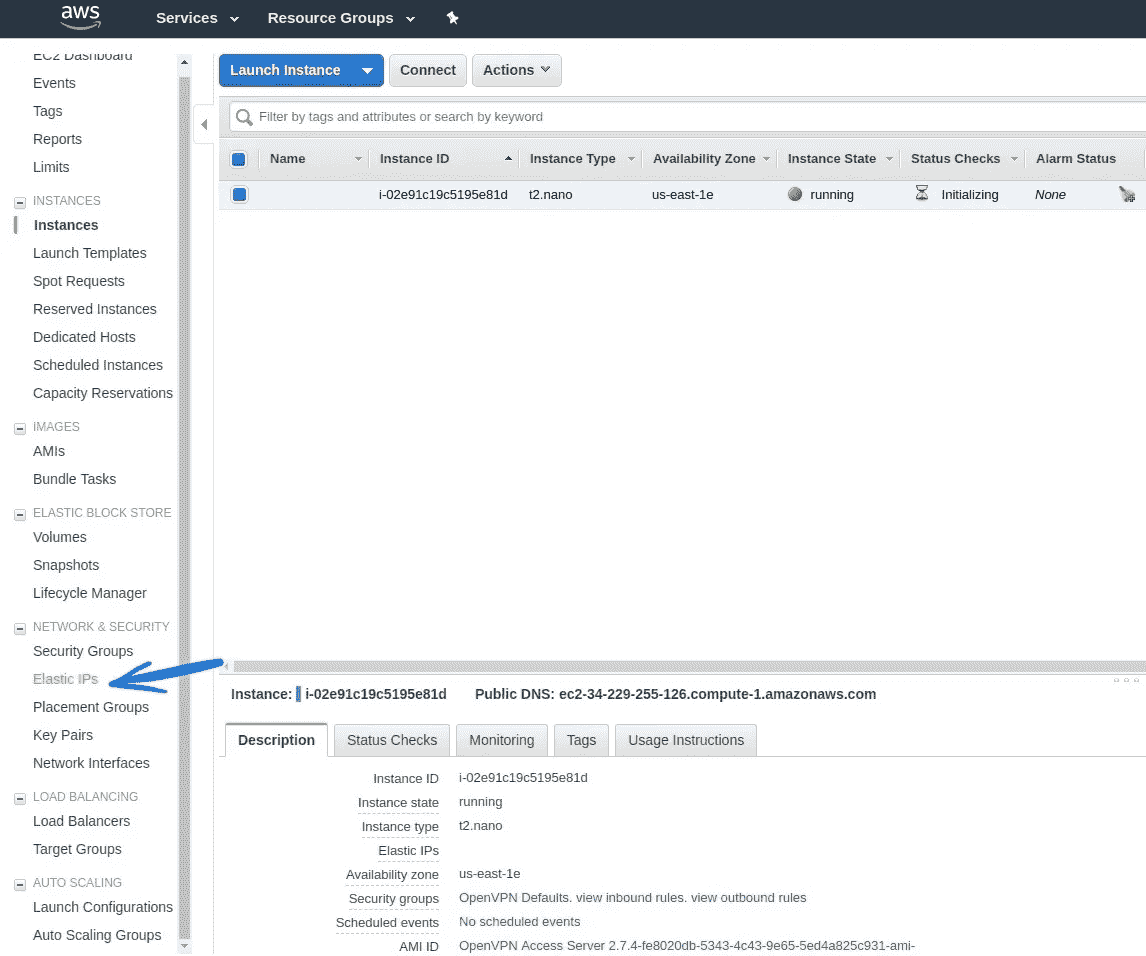 aws Services Resource Groups
EC2 Dashboard
Events
Tags
Reports
Limits
INSTANCES
Instances
Launch Templates
Spot Requests
Reserved Instances
Dedicated Hosts
Scheduled Instances
Capacity Reservations
IMAGES
AMIs
Bundle Tasks
ELASTIC BLOCK STORE
Volumes
Snapshots
Lifecycle Manager
NETWORK & SECURITY
Security Groups
Elastic IPs
Placement Groups
Key Pairs
Network Interfaces
LOAD BALANCING
Load Balancers
Target Groups
AUTO SCALING
Launch Configurations
Auto Scaling Groups
Launch Instance Connect Actions
Filter by tags and attributes or search by keyword
Name Instance ID Instance Type Availability Zone Instance State Status Checks Alarm Status
i-02e91c19c5195e81d t2.nano us-east-1e running Initializing None
Instance: i-02e91c19c5195e81d Public DNS: ec2-34-229-255-126.compute-1.amazonaws.com
Description Status Checks Monitoring Tags Usage Instructions
Instance ID i-02e91c19c5195e81d
Instance state running
Instance type t2.nano
Elastic IPs
Availability zone us-east-1e
Security groups OpenVPN Defaults. view inbound rules. view outbound rules
Scheduled events No scheduled events
AMI ID OpenVPN Access Server 2.7.4-fe8020db-5343-4c43-9e65-5ed4a825c931-ami-